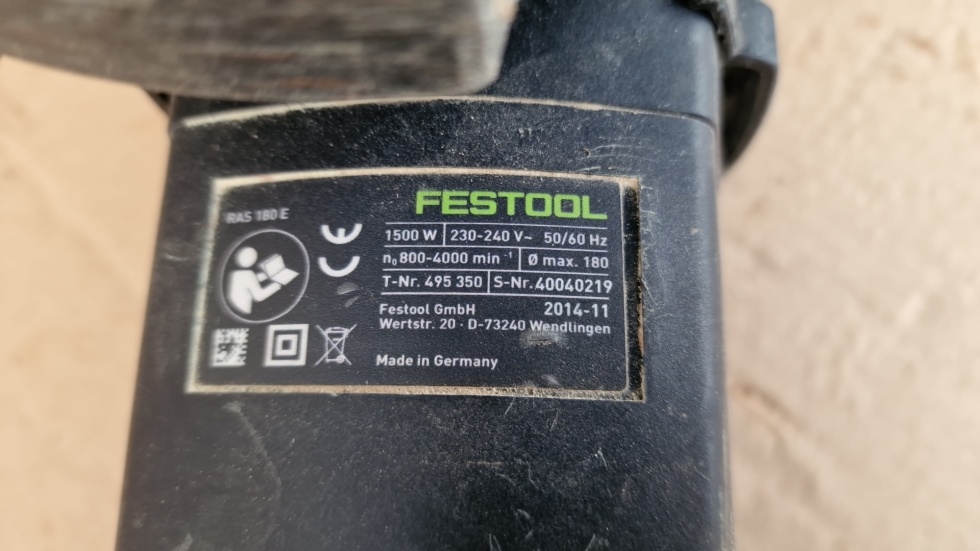 FESTOOL
RAS 180 E
1500 W 230-240 V~ 50/60 Hz
n₀ 800-4000 min⁻¹ Ø max. 180
T-Nr. 495 350 S-Nr. 40040219
Festool GmbH 2014-11
Wertstr. 20 · D-73240 Wendlingen
Made in Germany
CE